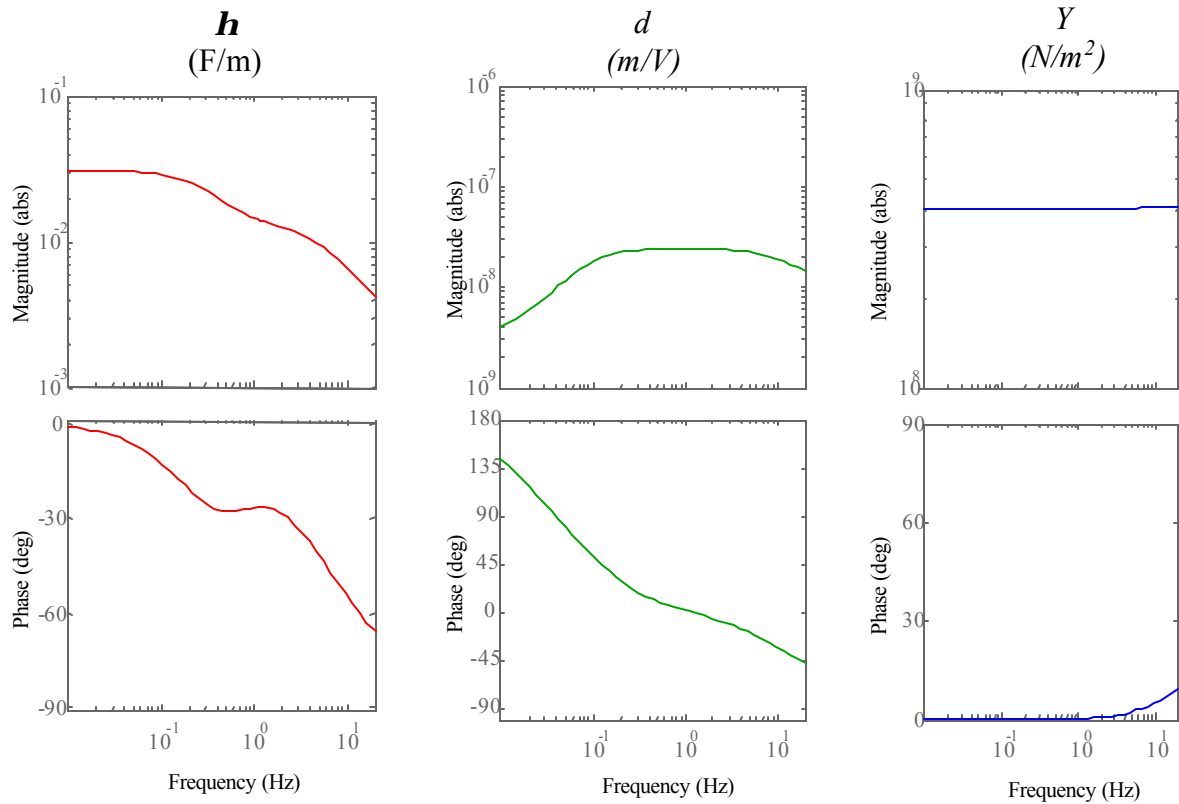 h
(F/m)
d
(m/V)
Y
(N/m²)
Magnitude (abs)
10⁻¹
10⁻²
10⁻³
Magnitude (abs)
10⁻⁶
10⁻⁷
10⁻⁸
10⁻⁹
Magnitude (abs)
10⁹
10⁸
Phase (deg)
0
-30
-60
-90
10⁻¹
10⁰
10¹
Frequency (Hz)
Phase (deg)
180
135
90
45
0
-45
-90
10⁻¹
10⁰
10¹
Frequency (Hz)
Phase (deg)
90
60
30
0
10⁻¹
10⁰
10¹
Frequency (Hz)